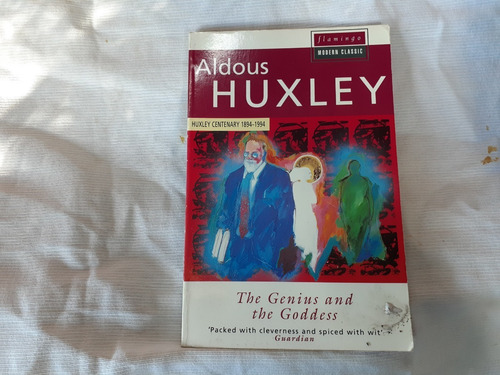 flamingo
MODERN CLASSIC
Aldous
HUXLEY
HUXLEY CENTENARY 1894–1994
The Genius and
the Goddess
'Packed with cleverness and spiced with wit'
Guardian